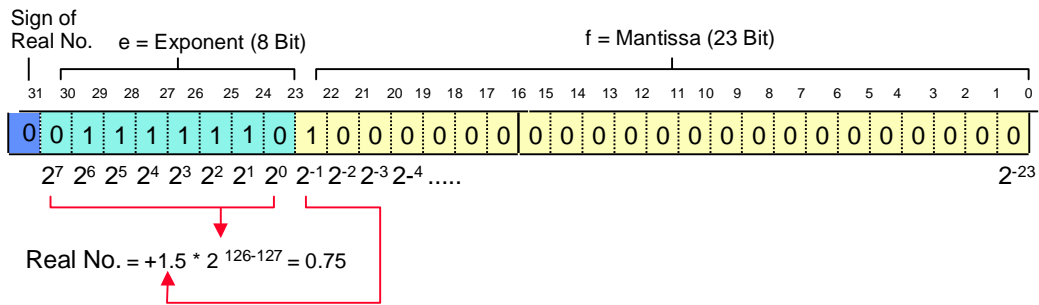 Sign of
Real No. e = Exponent (8 Bit) f = Mantissa (23 Bit)
31 30 29 28 27 26 25 24 23 22 21 20 19 18 17 16 15 14 13 12 11 10 9 8 7 6 5 4 3 2 1 0
0 0 1 1 1 1 1 1 0 1 0 0 0 0 0 0 0 0 0 0 0 0 0 0 0 0 0 0 0 0 0 0
2⁷ 2⁶ 2⁵ 2⁴ 2³ 2² 2¹ 2⁰ 2⁻¹ 2⁻² 2⁻³ 2-⁴ ..... 2⁻²³
Real No. = +1.5 * 2 ¹²⁶⁻¹²⁷ = 0.75